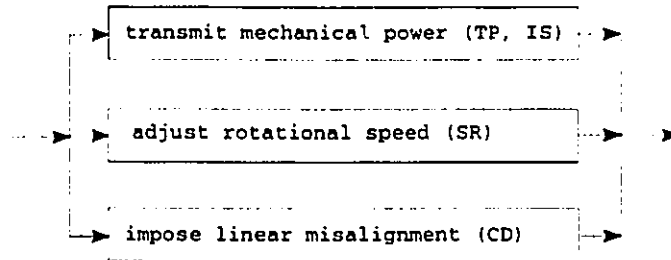 transmit mechanical power (TP, IS)
adjust rotational speed (SR)
impose linear misalignment (CD)